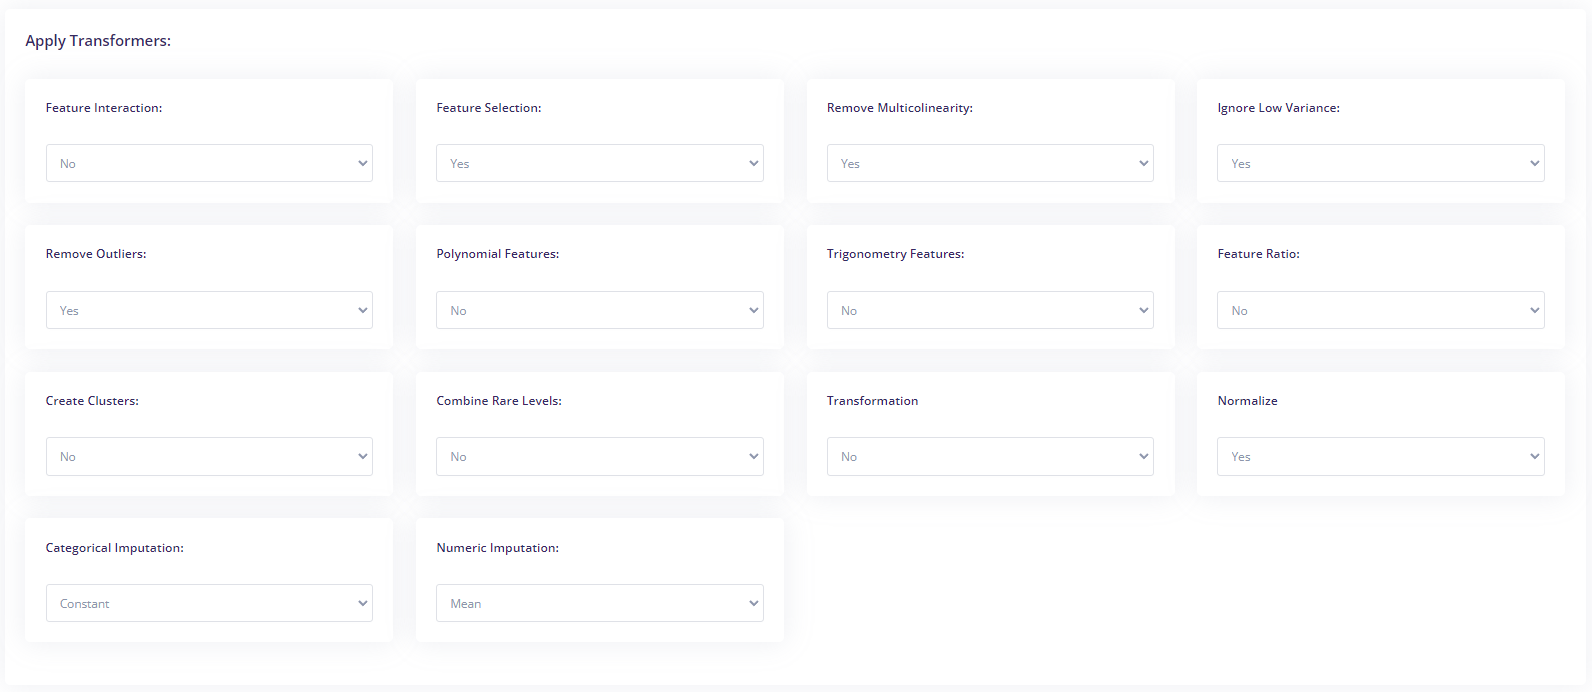 Apply Transformers:
Feature Interaction:
No
Feature Selection:
Yes
Remove Multicolinearity:
Yes
Ignore Low Variance:
Yes
Remove Outliers:
Yes
Polynomial Features:
No
Trigonometry Features:
No
Feature Ratio:
No
Create Clusters:
No
Combine Rare Levels:
No
Transformation
No
Normalize
Yes
Categorical Imputation:
Constant
Numeric Imputation:
Mean